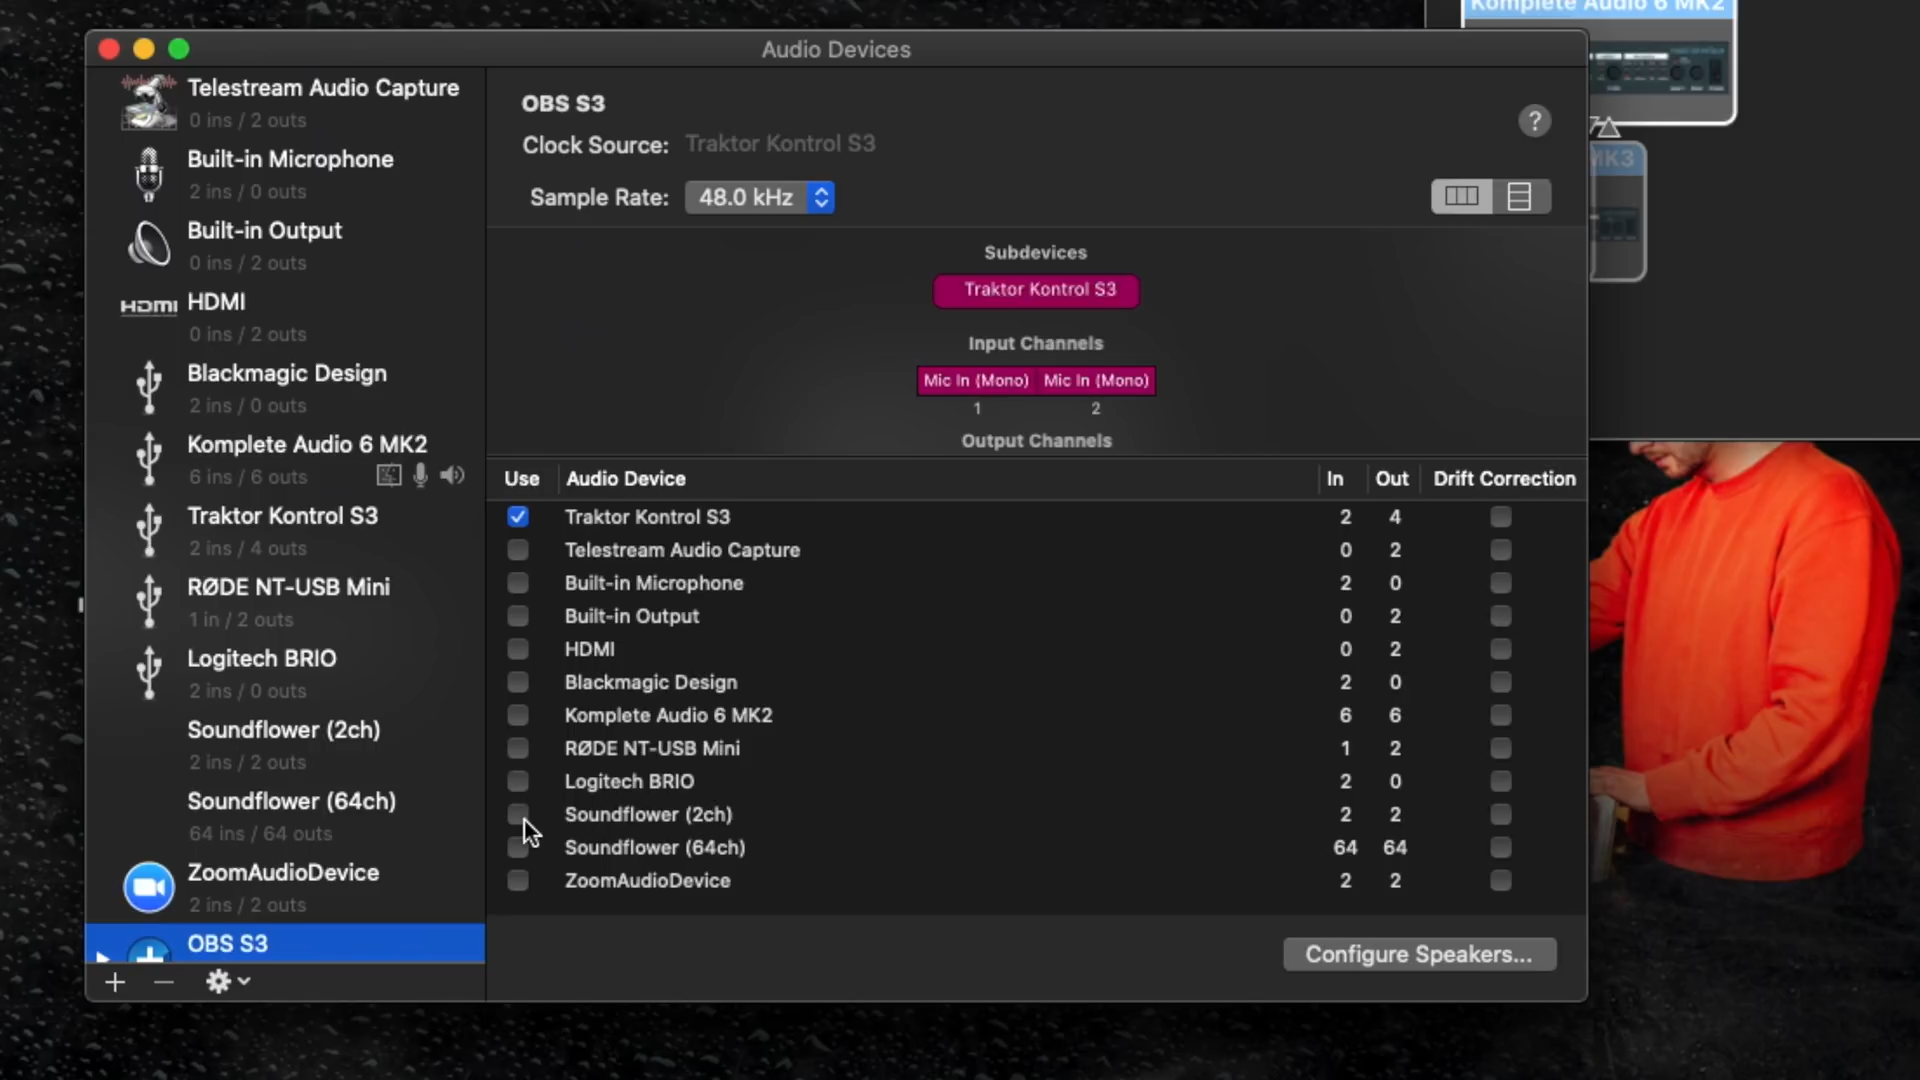 Komplete Audio 6 MK2
Audio Devices
Telestream Audio Capture
0 ins / 2 outs
Built-in Microphone
2 ins / 0 outs
Built-in Output
0 ins / 2 outs
HDMI
HDMI
0 ins / 2 outs
Blackmagic Design
2 ins / 0 outs
Komplete Audio 6 MK2
6 ins / 6 outs
Traktor Kontrol S3
2 ins / 4 outs
RØDE NT-USB Mini
1 in / 2 outs
Logitech BRIO
2 ins / 0 outs
Soundflower (2ch)
2 ins / 2 outs
Soundflower (64ch)
64 ins / 64 outs
ZoomAudioDevice
2 ins / 2 outs
OBS S3
OBS S3
?
Clock Source: Traktor Kontrol S3
Sample Rate: 48.0 kHz
MK3
Subdevices
Traktor Kontrol S3
Input Channels
Mic In (Mono) Mic In (Mono)
1 2
Output Channels
Use Audio Device In Out Drift Correction
Traktor Kontrol S3 2 4
Telestream Audio Capture 0 2
Built-in Microphone 2 0
Built-in Output 0 2
HDMI 0 2
Blackmagic Design 2 0
Komplete Audio 6 MK2 6 6
RØDE NT-USB Mini 1 2
Logitech BRIO 2 0
Soundflower (2ch) 2 2
Soundflower (64ch) 64 64
ZoomAudioDevice 2 2
Configure Speakers...